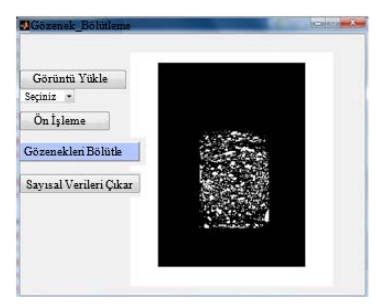 Gözenek_Bölütleme
Görüntü Yükle
Seçiniz
Ön İşleme
Gözenekleri Bölütle
Sayısal Verileri Çıkar